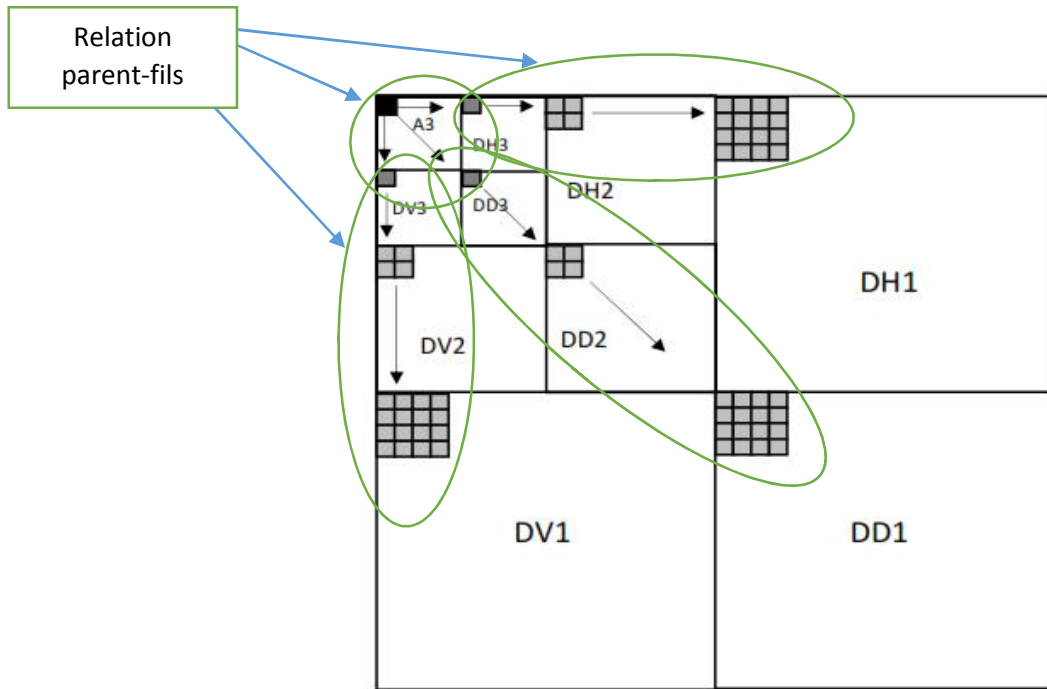 Relation
parent-fils
A3
DH3
DV3
DD3
DH2
DH1
DV2
DD2
DV1
DD1